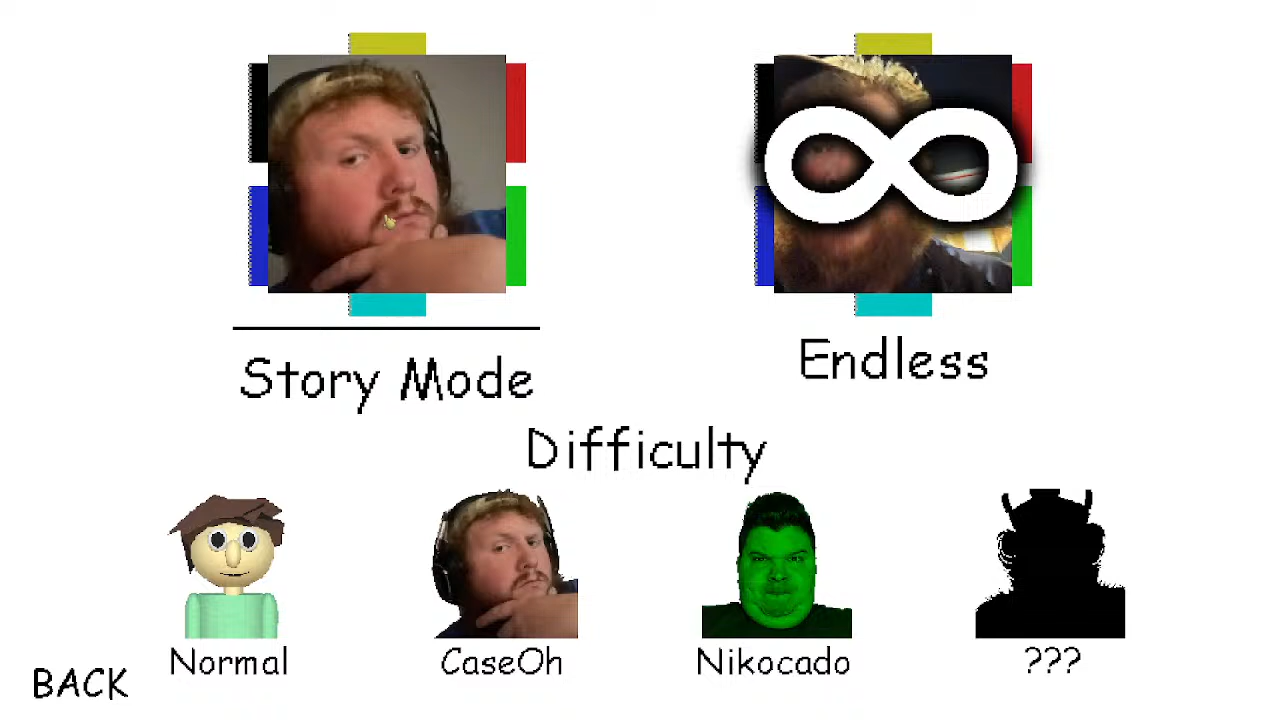 Story Mode
Endless
Difficulty
Normal
CaseOh
Nikocado
???
BACK